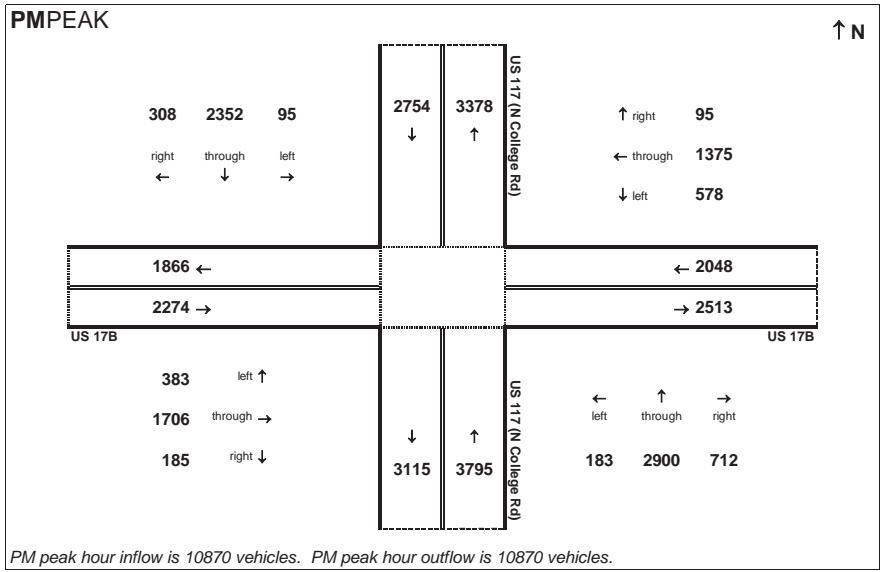 PMPEAK
↑ N
308 2352 95
right through left
← ↓ →
2754 3378
↓ ↑
US 117 (N College Rd)
↑ right 95
← through 1375
↓ left 578
1866 ←
← 2048
2274 →
→ 2513
US 17B
US 17B
383 left ↑
1706 through →
185 right ↓
↓ ↑
3115 3795
US 117 (N College Rd)
← ↑ →
left through right
183 2900 712
PM peak hour inflow is 10870 vehicles. PM peak hour outflow is 10870 vehicles.